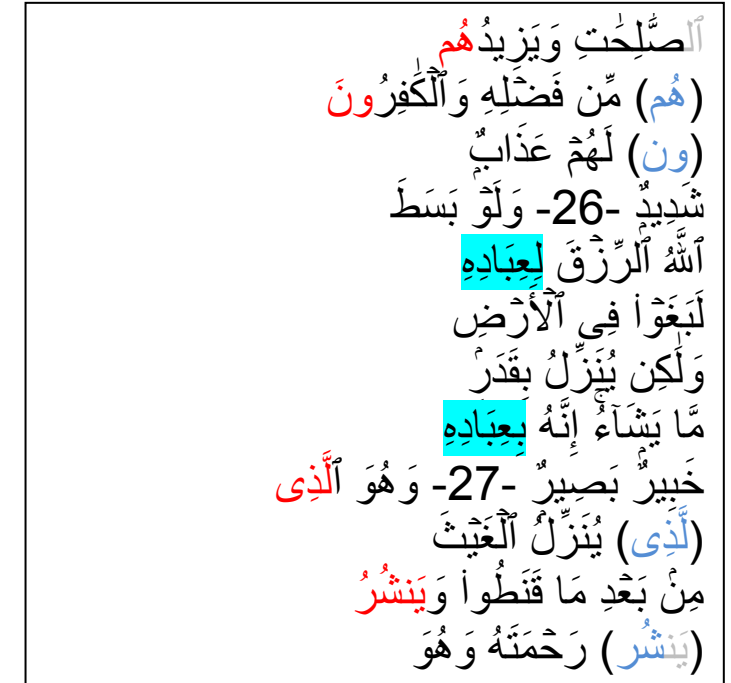 ٱلصَّٰلِحَٰتِ وَيَزِيدُهُم
(هُم) مِّن فَضۡلِهِۦ وَٱلۡكَٰفِرُونَ
(ون) لَهُمۡ عَذَابٞ
شَدِيدٞ -26- وَلَوۡ بَسَطَ
ٱللَّهُ ٱلرِّزۡقَ لِعِبَادِهِۦ
لَبَغَوۡاْ فِي ٱلۡأَرۡضِ
وَلَٰكِن يُنَزِّلُ بِقَدَرٖ
مَّا يَشَآءُۚ إِنَّهُۥ بِعِبَادِهِۦ
خَبِيرُۢ بَصِيرٞ -27- وَهُوَ ٱلَّذِي
(لَّذِى) يُنَزِّلُ ٱلۡغَيۡثَ
مِنۢ بَعۡدِ مَا قَنَطُواْ وَيَنشُرُ
(يَنشُر) رَحۡمَتَهُۥ وَهُوَ